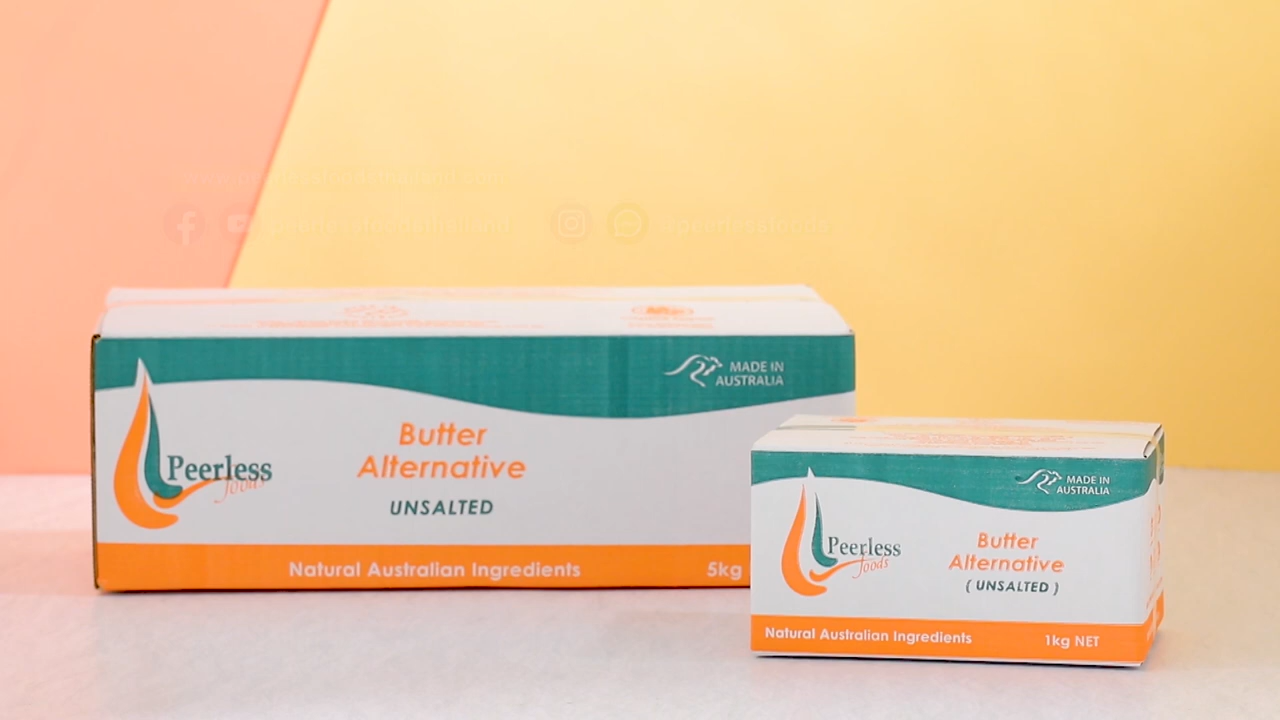 MADE IN
AUSTRALIA
Peerless
foods
Butter
Alternative
UNSALTED
Natural Australian Ingredients
5kg
MADE IN
AUSTRALIA
Peerless
foods
Butter
Alternative
( UNSALTED )
Natural Australian Ingredients
1kg NET